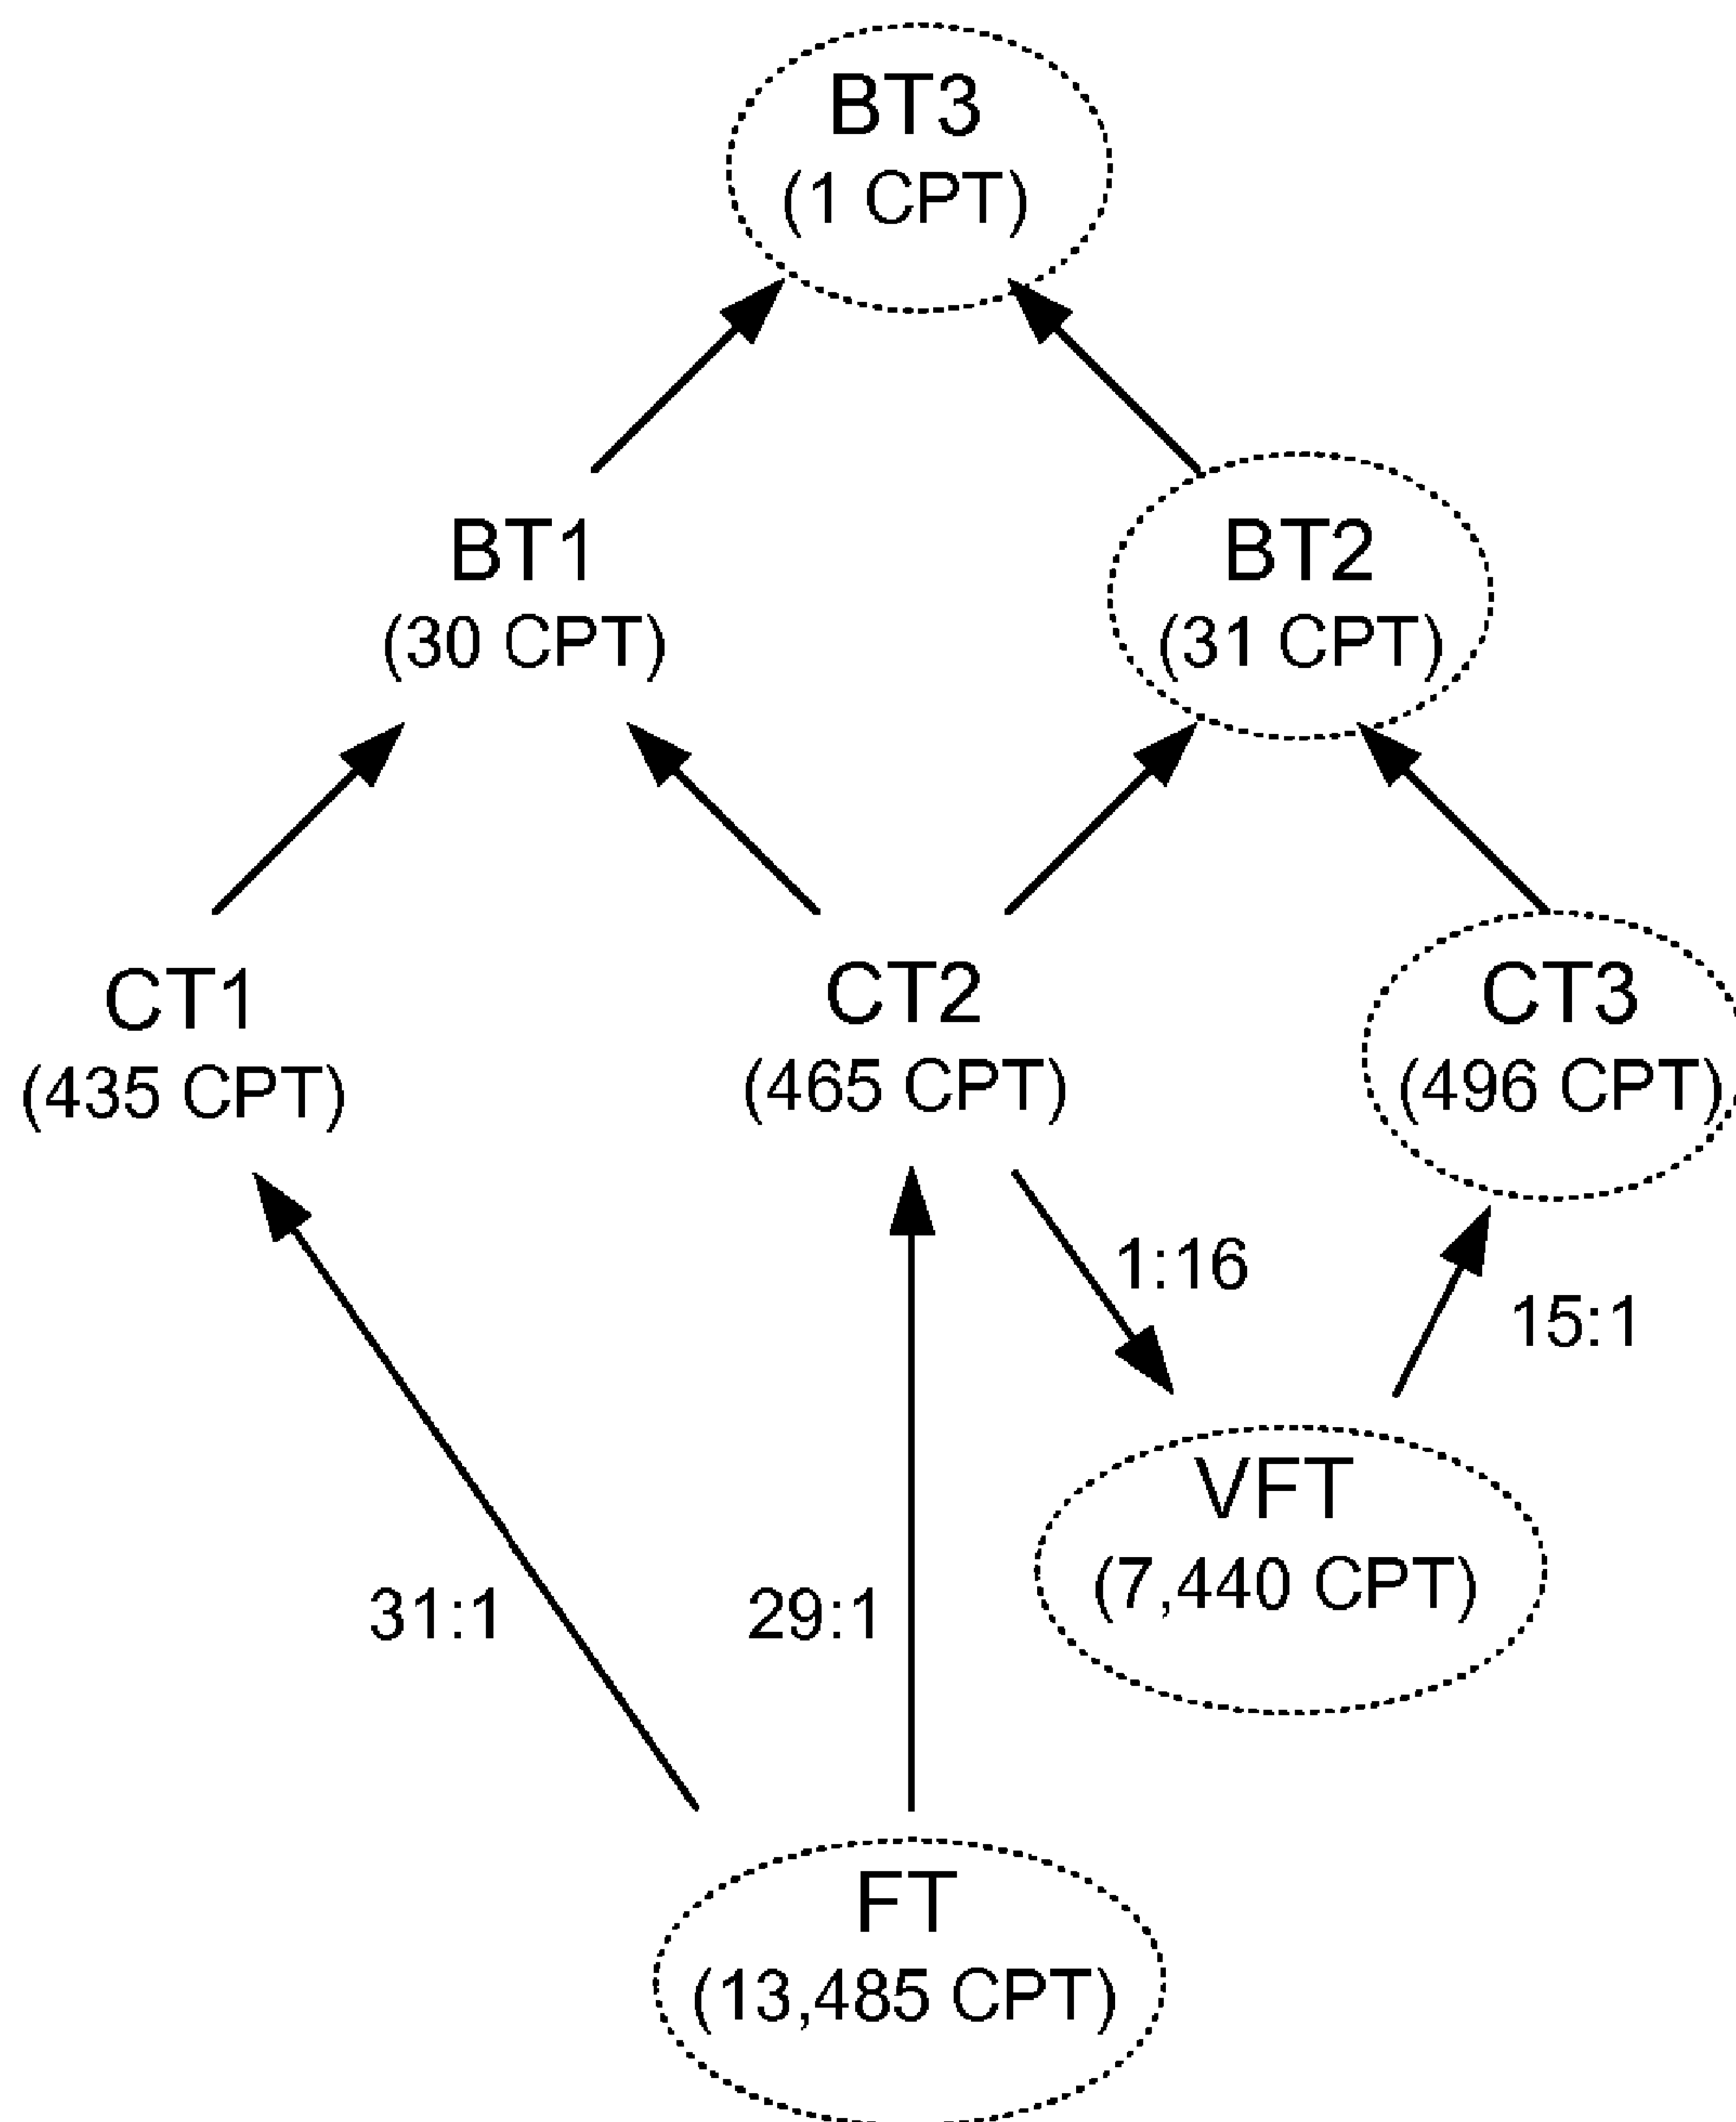 BT3
(1 CPT)
BT1
(30 CPT)
BT2
(31 CPT)
CT1
(435 CPT)
CT2
(465 CPT)
CT3
(496 CPT)
1:16
15:1
VFT
(7,440 CPT)
31:1
29:1
FT
(13,485 CPT)